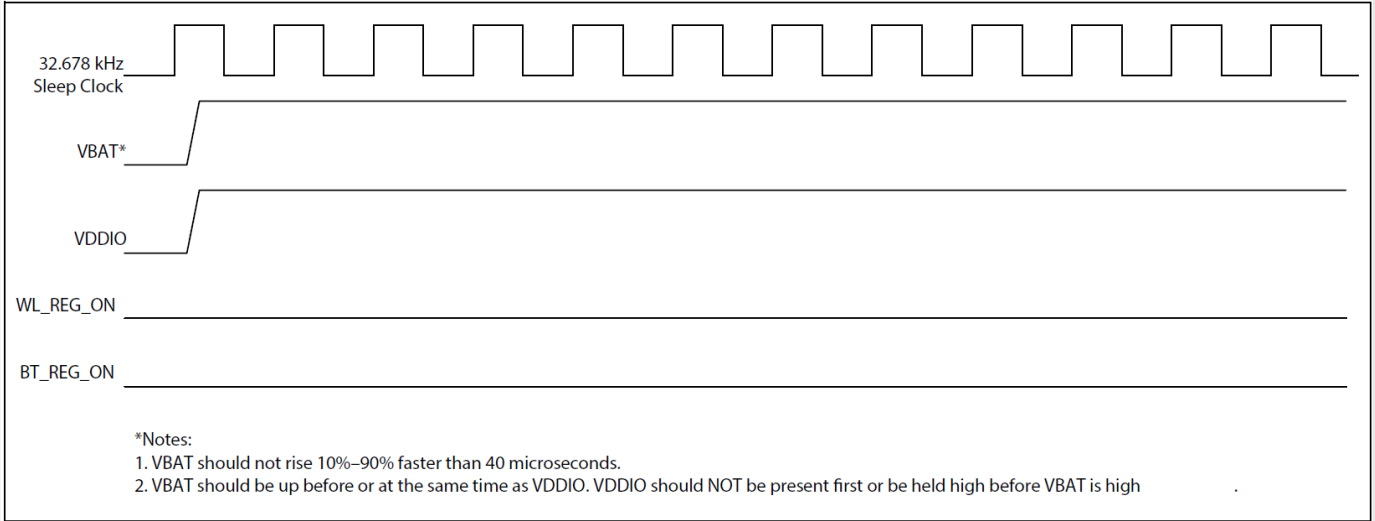 32.678 kHz
Sleep Clock
VBAT*
VDDIO
WL_REG_ON
BT_REG_ON
*Notes:
1. VBAT should not rise 10%–90% faster than 40 microseconds.
2. VBAT should be up before or at the same time as VDDIO. VDDIO should NOT be present first or be held high before VBAT is high .